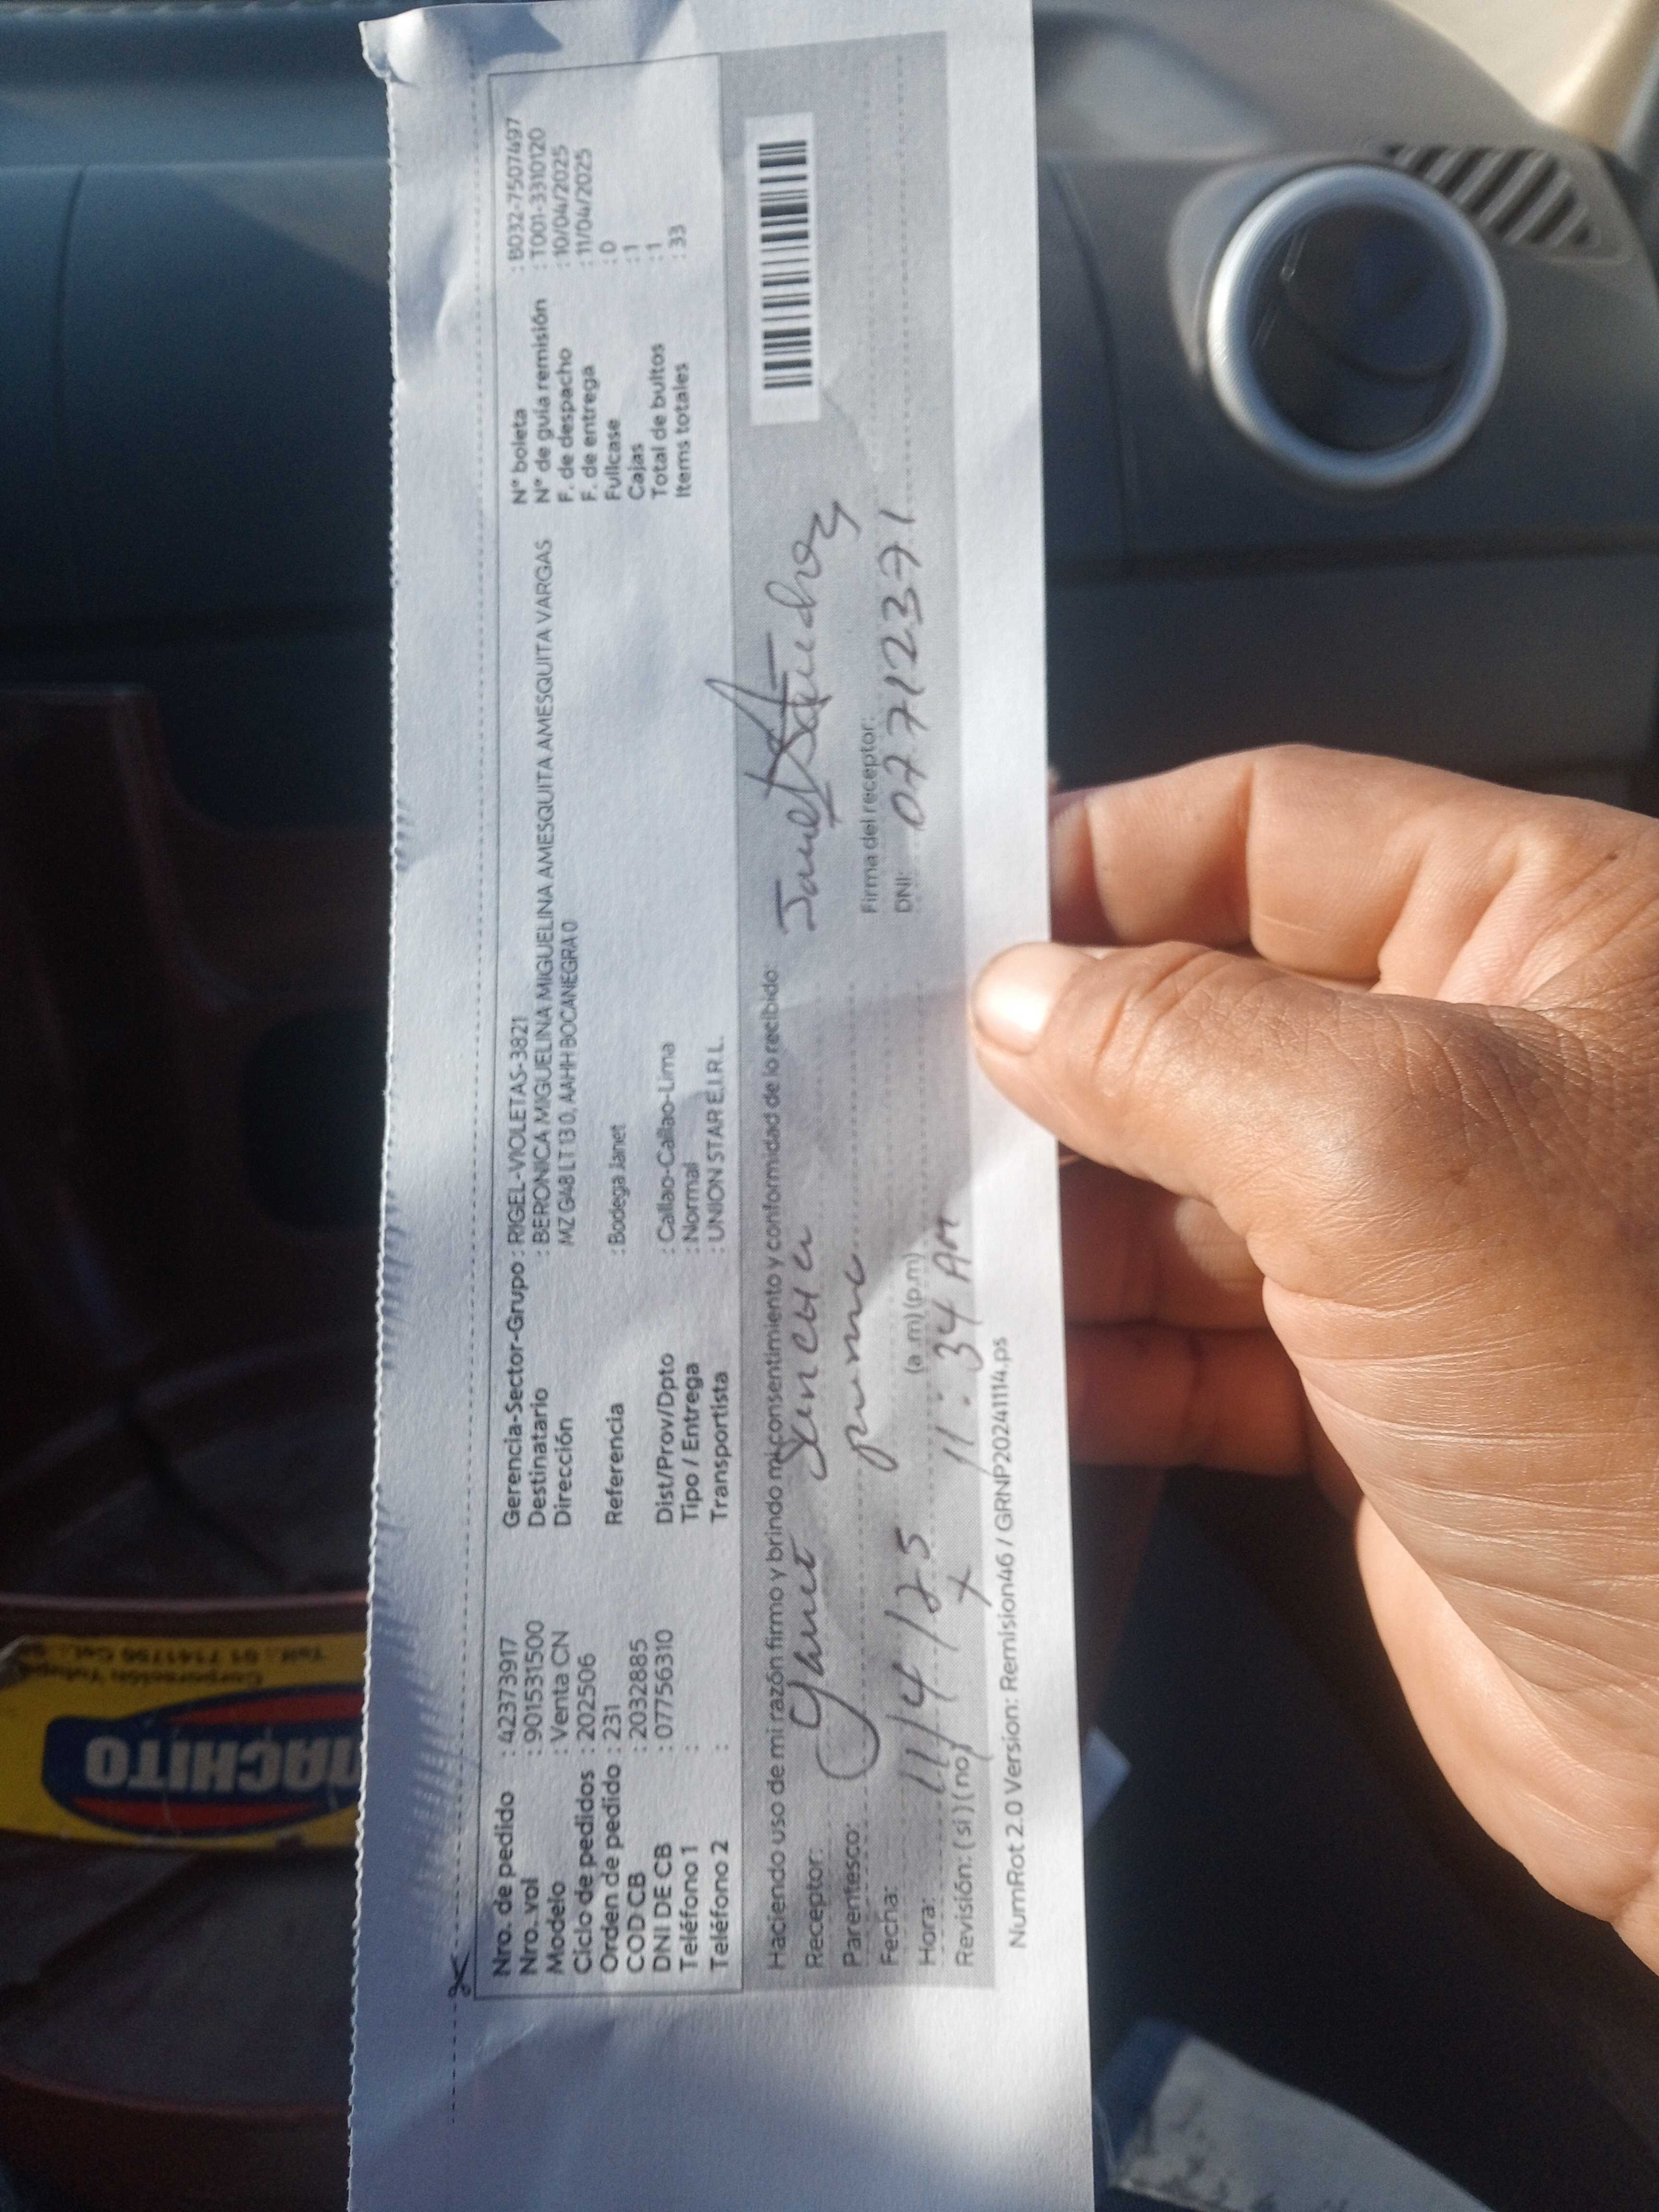 Nro. de pedido : 42373917
Nro. vol : 901531500
Modelo : Venta CN
Ciclo de pedidos : 202506
Orden de pedido : 231
COD CB : 2032885
DNI DE CB : 07756310
Teléfono 1 :
Teléfono 2 :
Gerencia-Sector-Grupo : RIGEL-VIOLETAS-3821
Destinatario : BERONICA MIGUELINA MIGUELINA MIGUELINA AMESQUITA AMESQUITA AMESQUITA VARGAS
Dirección MZ G48 LT 13 0, AAHH BOCANEGRA 0
Referencia : Bodega Janet
Dist/Prov/Dpto : Callao-Callao-Lima
Tipo / Entrega : Normal
Transportista : UNION STAR E.I.R.L.
N° boleta : B032-7507497
N° de guía remisión : T001-3310120
F. de despacho : 10/04/2025
F. de entrega : 11/04/2025
Fullcase : 0
Cajas : 1
Total de bultos : 1
Items totales : 33
Haciendo uso de mi razón firmo y brindo mi consentimiento y conformidad de lo recibido:
Receptor: Yanet
Parentesco:
Fecha: 11/4/25
Hora: (a.m) (p.m) 11:34 AM
Revisión: (si) (no) x
Firma del receptor:
DNI: 07712371
NumRot 2.0 Version: Remision46 / GRNP20241114.ps
MACHITO